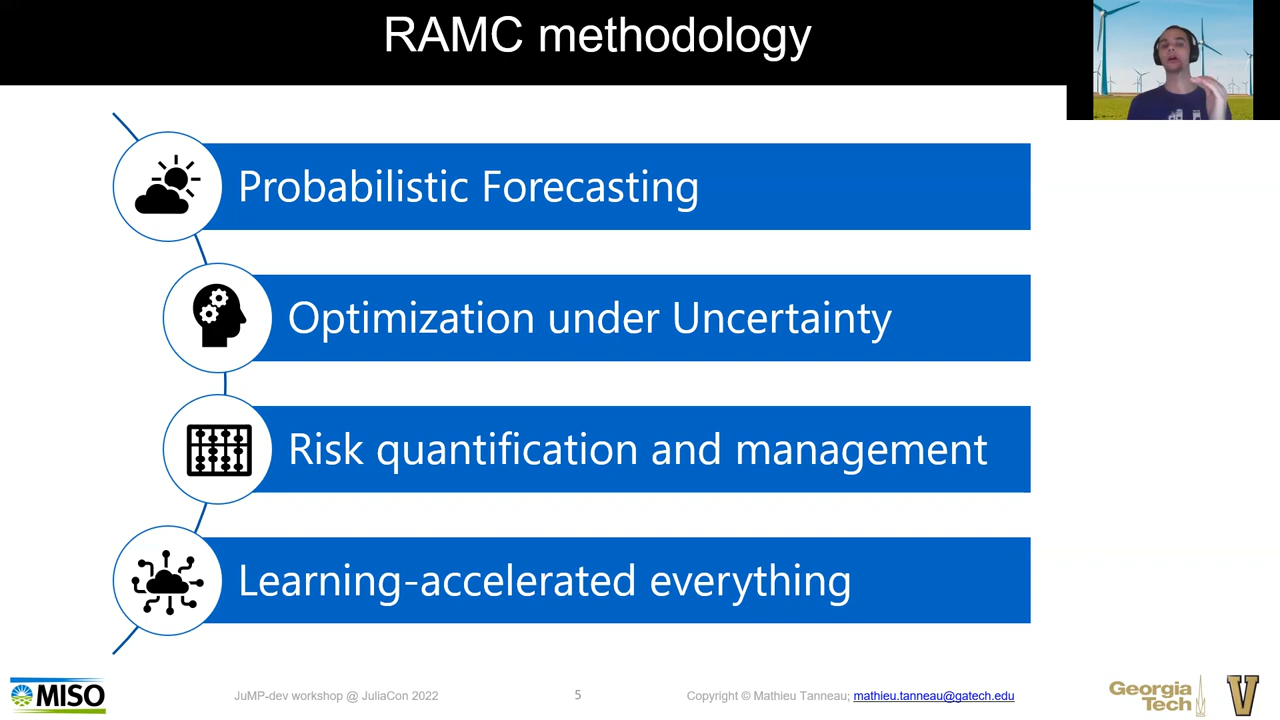 RAMC methodology
Probabilistic Forecasting
Optimization under Uncertainty
Risk quantification and management
Learning-accelerated everything
MISO
JuMP-dev workshop @ JuliaCon 2022
5
Copyright © Mathieu Tanneau; mathieu.tanneau@gatech.edu
Georgia
Tech
V